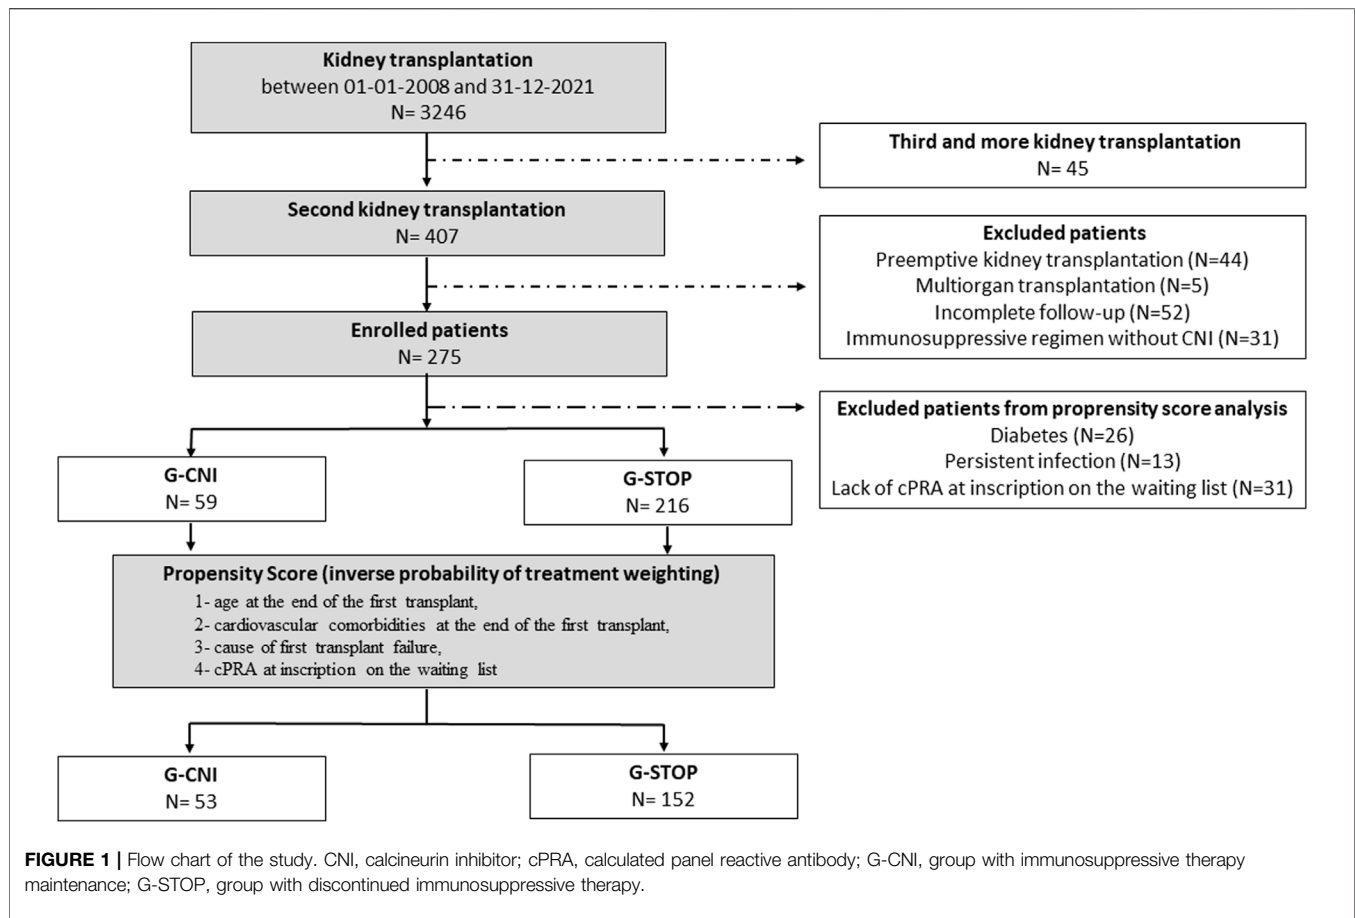 Kidney transplantation
between 01-01-2008 and 31-12-2021
N= 3246
Third and more kidney transplantation
N= 45
Second kidney transplantation
N= 407
Excluded patients
Preemptive kidney transplantation (N=44)
Multiorgan transplantation (N=5)
Incomplete follow-up (N=52)
Immunosuppressive regimen without CNI (N=31)
Enrolled patients
N= 275
Excluded patients from proprensity score analysis
Diabetes (N=26)
Persistent infection (N=13)
Lack of cPRA at inscription on the waiting list (N=31)
G-CNI
N= 59
G-STOP
N= 216
Propensity Score (inverse probability of treatment weighting)
1- age at the end of the first transplant,
2- cardiovascular comorbidities at the end of the first transplant,
3- cause of first transplant failure,
4- cPRA at inscription on the waiting list
G-CNI
N= 53
G-STOP
N= 152
FIGURE 1 | Flow chart of the study. CNI, calcineurin inhibitor; cPRA, calculated panel reactive antibody; G-CNI, group with immunosuppressive therapy
maintenance; G-STOP, group with discontinued immunosuppressive therapy.